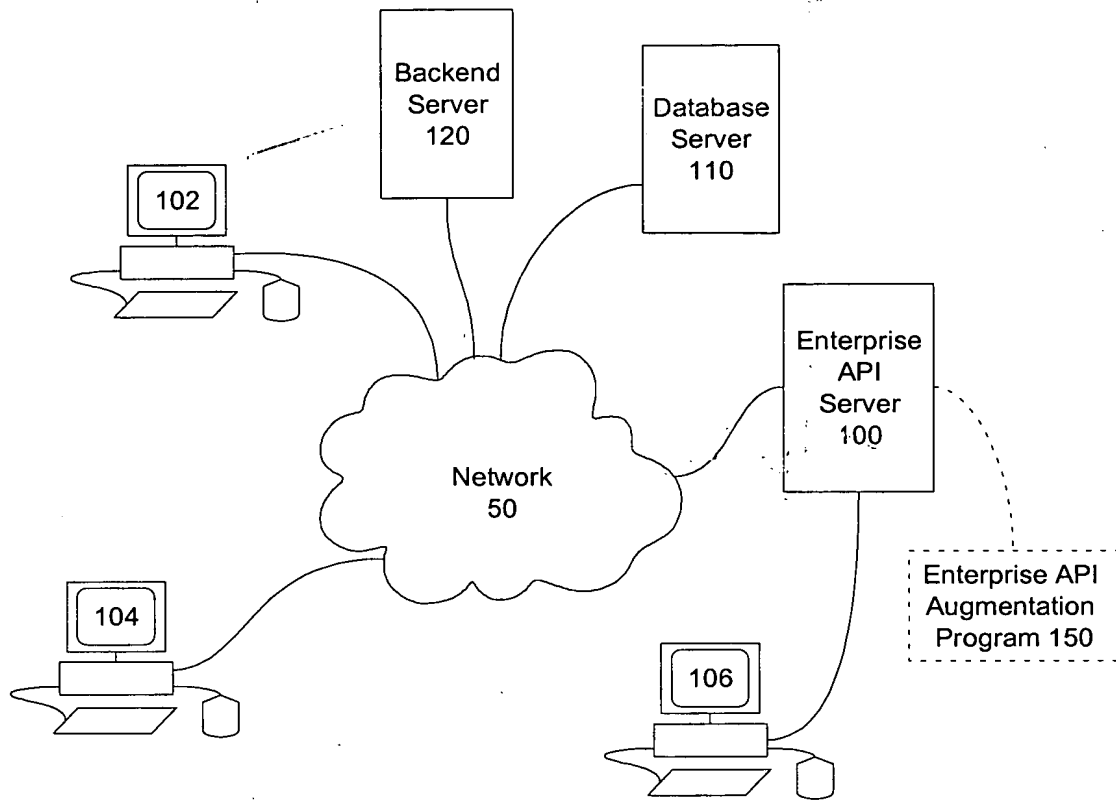 Backend
Server
120
Database
Server
110
102
Enterprise
API
Server
100
Network
50
Enterprise API
Augmentation
Program 150
104
106